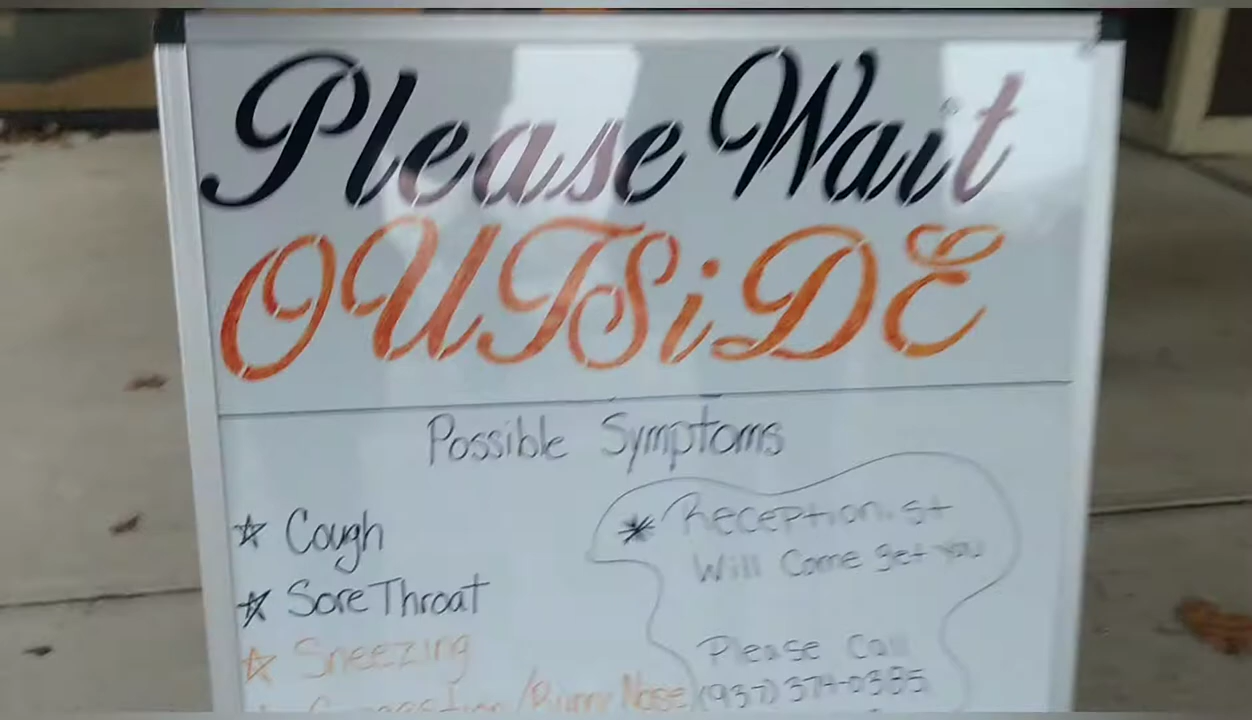 Please Wait
OUTSiDE
Possible Symptoms
☆ Cough
☆ Sore Throat
☆ Sneezing
Congestion/Runny Nose
* Receptionist
Will Come get you
Please Call
(937) 374-0385